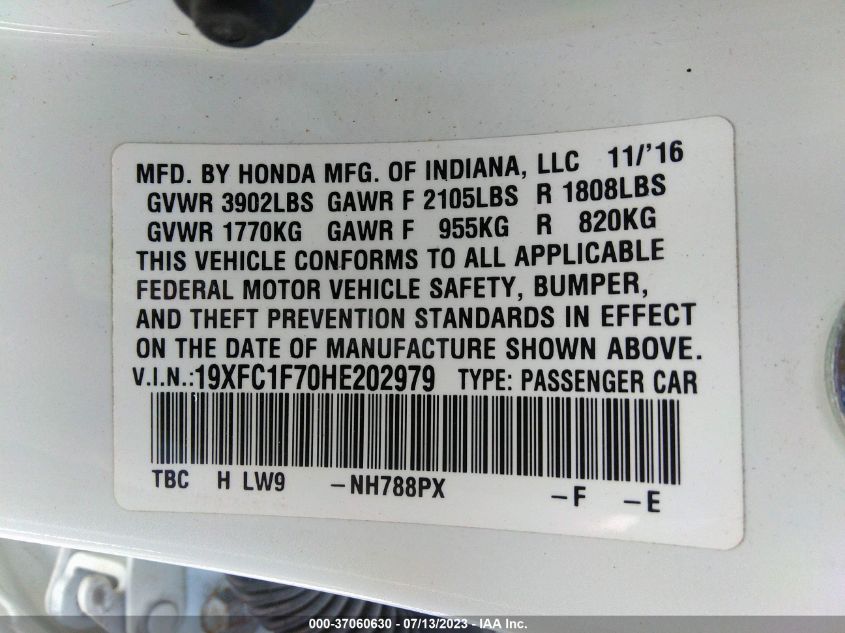 MFD. BY HONDA MFG. OF INDIANA, LLC 11/'16
GVWR 3902LBS GAWR F 2105LBS R 1808LBS
GVWR 1770KG GAWR F 955KG R 820KG
THIS VEHICLE CONFORMS TO ALL APPLICABLE
FEDERAL MOTOR VEHICLE SAFETY, BUMPER,
AND THEFT PREVENTION STANDARDS IN EFFECT
ON THE DATE OF MANUFACTURE SHOWN ABOVE.
V.I.N.:19XFC1F70HE202979 TYPE: PASSENGER CAR
TBC H LW9 -NH788PX -F -E
000-37060630 - 07/13/2023 - IAA Inc.